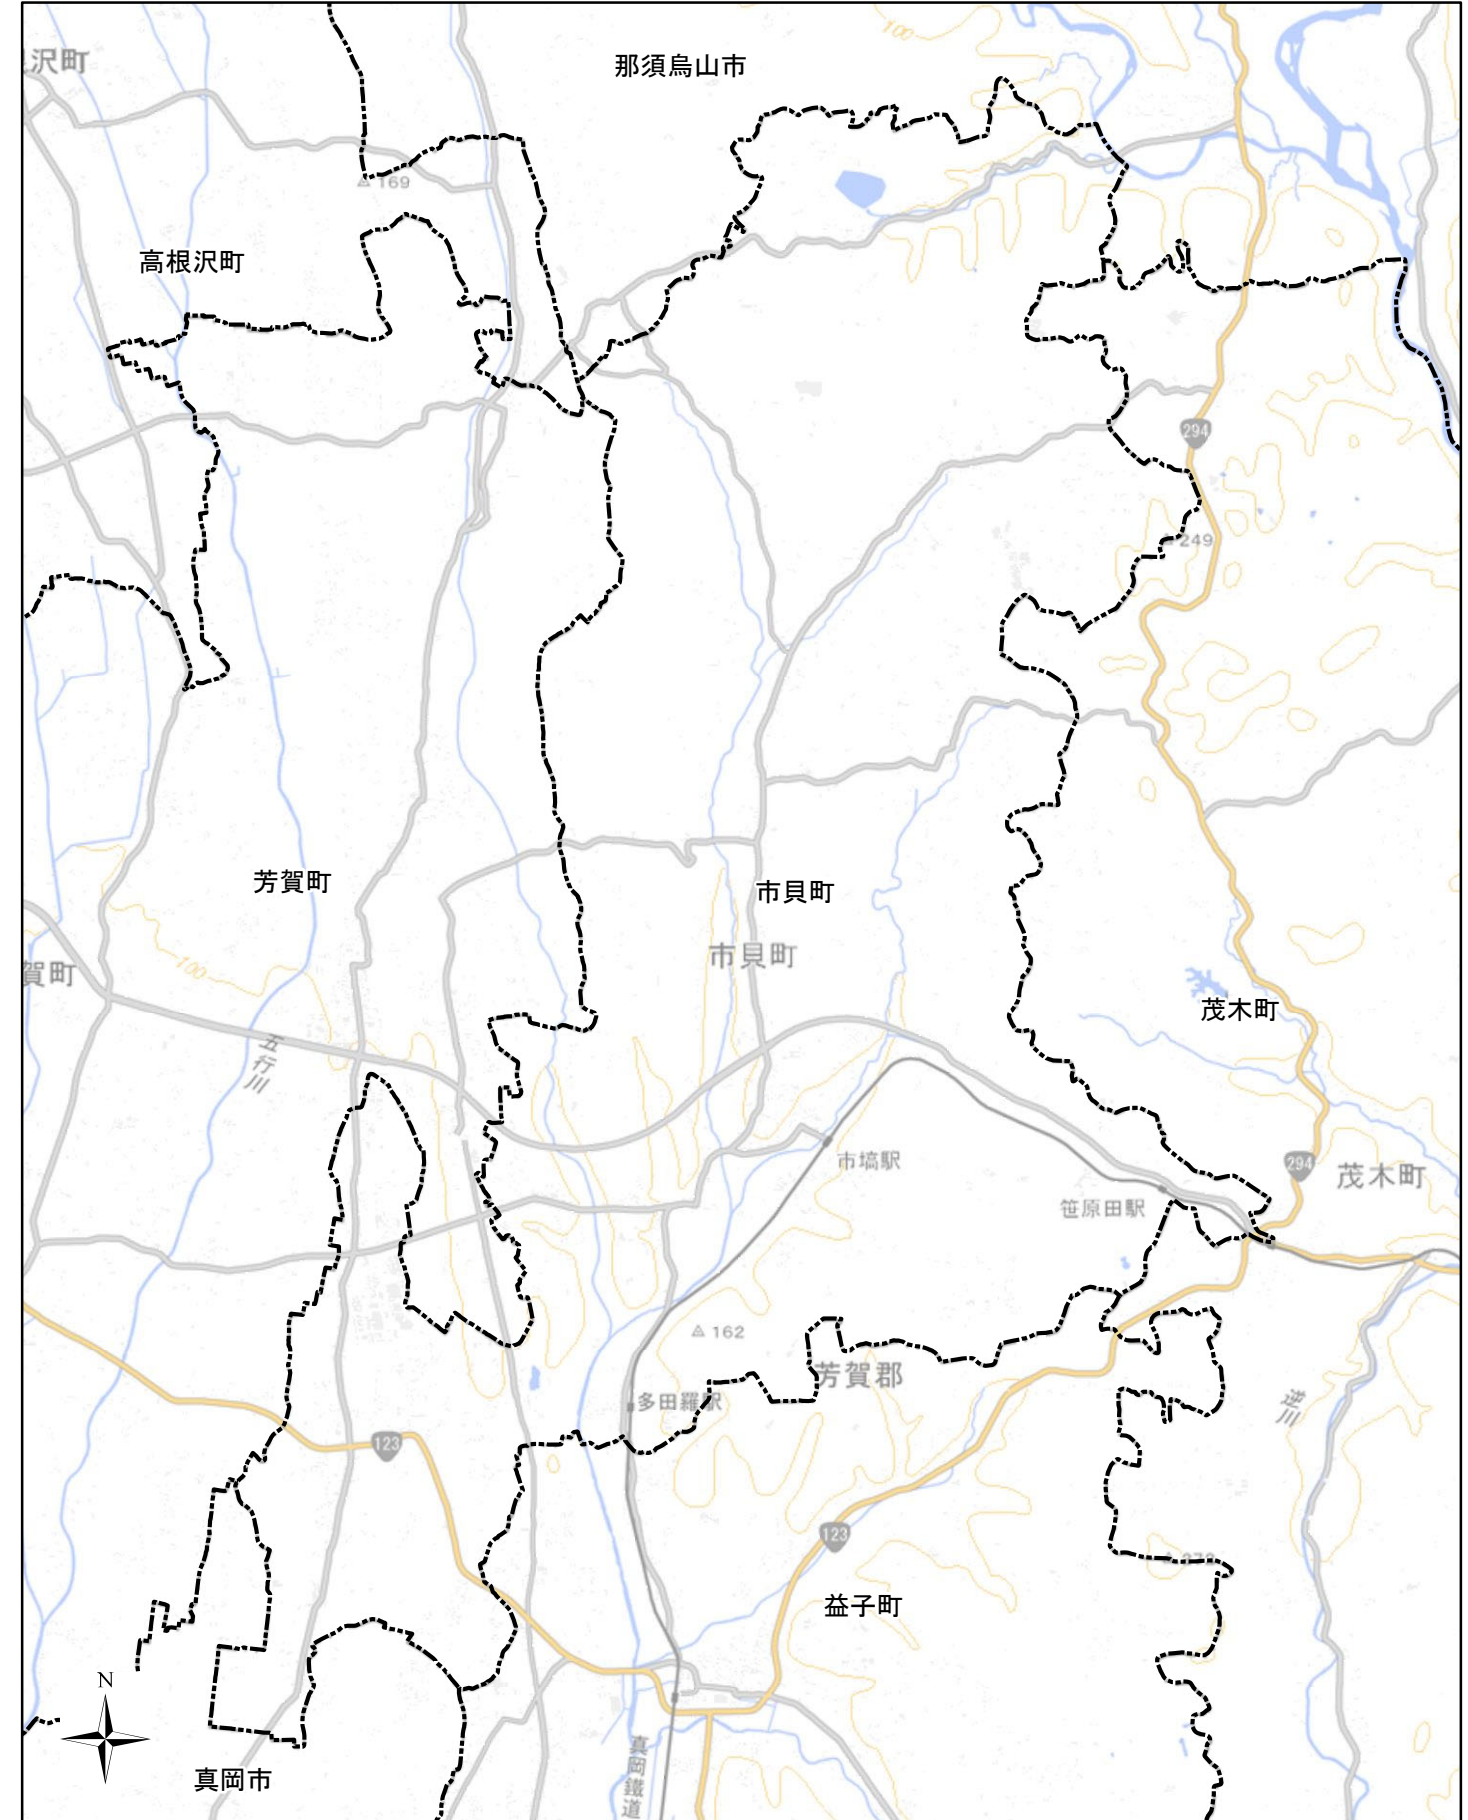 100
那須烏山市
沢町
169
高根沢町
294
249
芳賀町
市貝町
市貝町
100
賀町
茂木町
五行川
市塙駅
294
茂木町
笹原田駅
162
芳賀郡
多田羅駅
逆川
123
123
272
益子町
N
真岡鐵道
真岡市